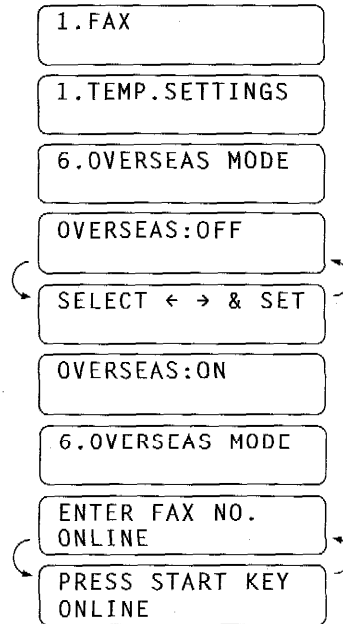 1.FAX
1.TEMP.SETTINGS
6.OVERSEAS MODE
OVERSEAS:OFF
SELECT ← → & SET
OVERSEAS:ON
6.OVERSEAS MODE
ENTER FAX NO.
ONLINE
PRESS START KEY
ONLINE